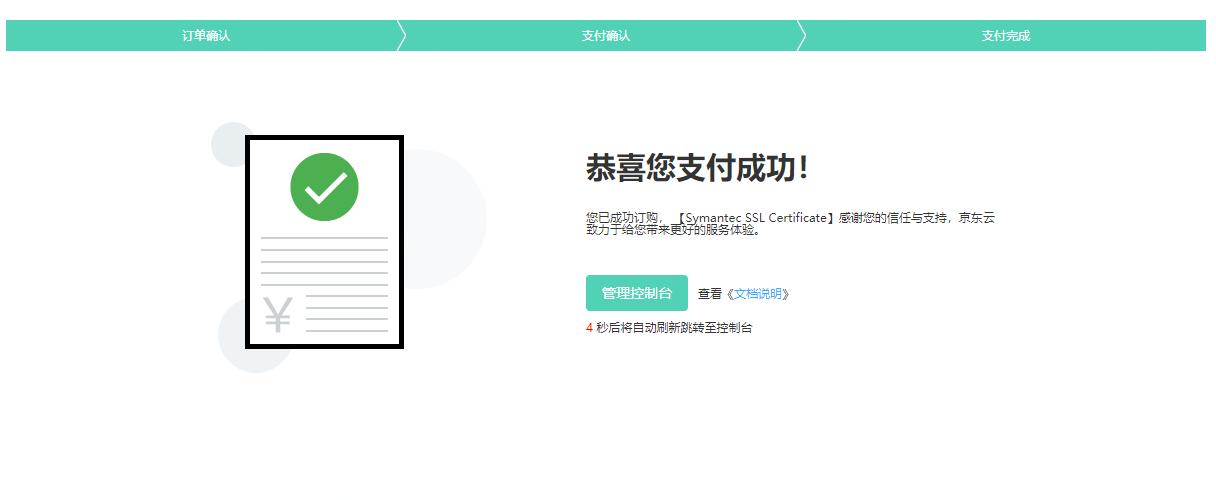 订单确认
支付确认
支付完成
恭喜您支付成功！
您已成功订购， 【Symantec SSL Certificate】感谢您的信任与支持，京东云
致力于给您带来更好的服务体验。
管理控制台 查看《文档说明》
4 秒后将自动刷新跳转至控制台
¥